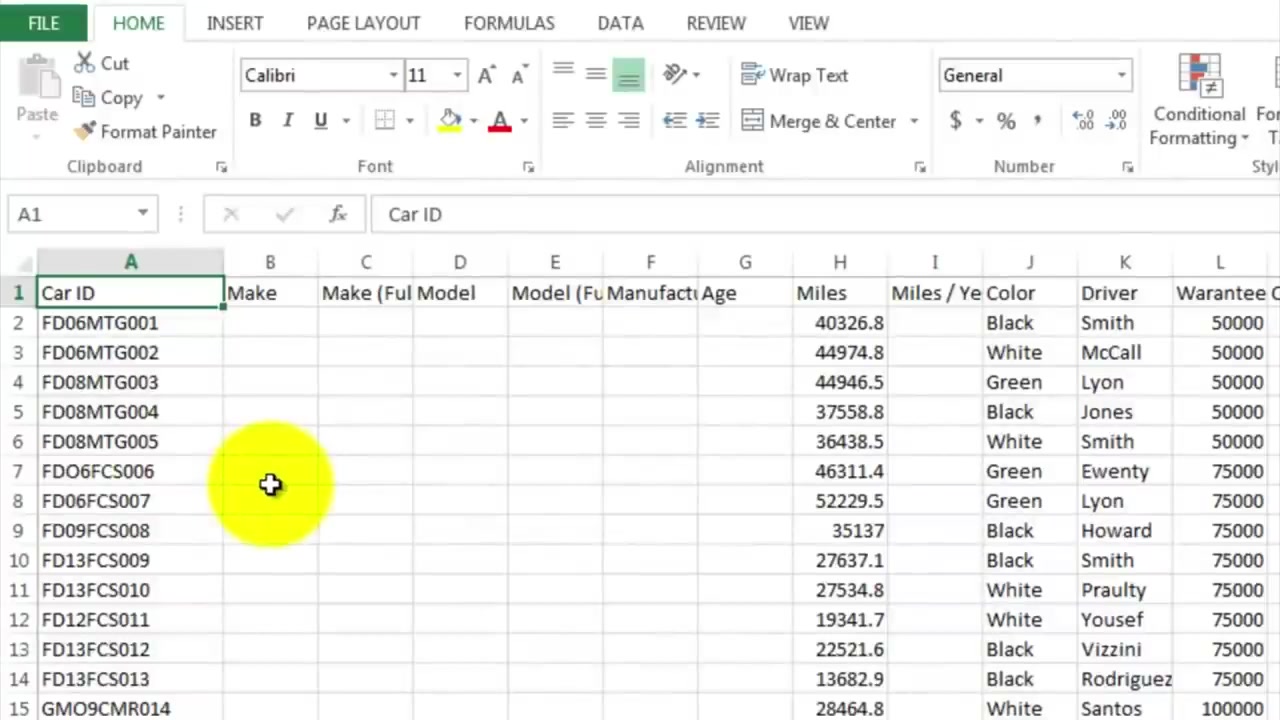 FILE HOME INSERT PAGE LAYOUT FORMULAS DATA REVIEW VIEW
Cut
Copy
Format Painter
Paste
Clipboard
Calibri 11
A A
B I U A
Font
Wrap Text
Merge & Center
Alignment
General
$ % ,
.0 .00
.00 .0
Number
Conditional
Formatting
A1 fx Car ID
A B C D E F G H I J K L
1 Car ID Make Make (Ful Model Model (Fu Manufactu Age Miles Miles / Ye Color Driver Warantee
2 FD06MTG001 40326.8 Black Smith 50000
3 FD06MTG002 44974.8 White McCall 50000
4 FD08MTG003 44946.5 Green Lyon 50000
5 FD08MTG004 37558.8 Black Jones 50000
6 FD08MTG005 36438.5 White Smith 50000
7 FDO6FCS006 46311.4 Green Ewenty 75000
8 FD06FCS007 52229.5 Green Lyon 75000
9 FD09FCS008 35137 Black Howard 75000
10 FD13FCS009 27637.1 Black Smith 75000
11 FD13FCS010 27534.8 White Praulty 75000
12 FD12FCS011 19341.7 White Yousef 75000
13 FD13FCS012 22521.6 Black Vizzini 75000
14 FD13FCS013 13682.9 Black Rodriguez 75000
15 GMO9CMR014 28464.8 White Santos 100000